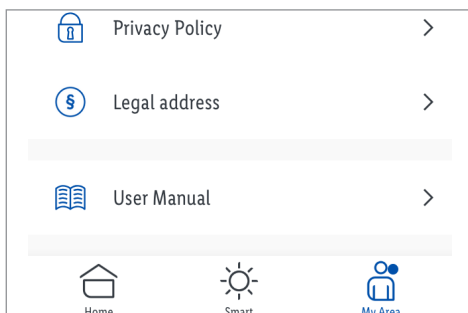 Privacy Policy
§ Legal address
User Manual
Home Smart My Area